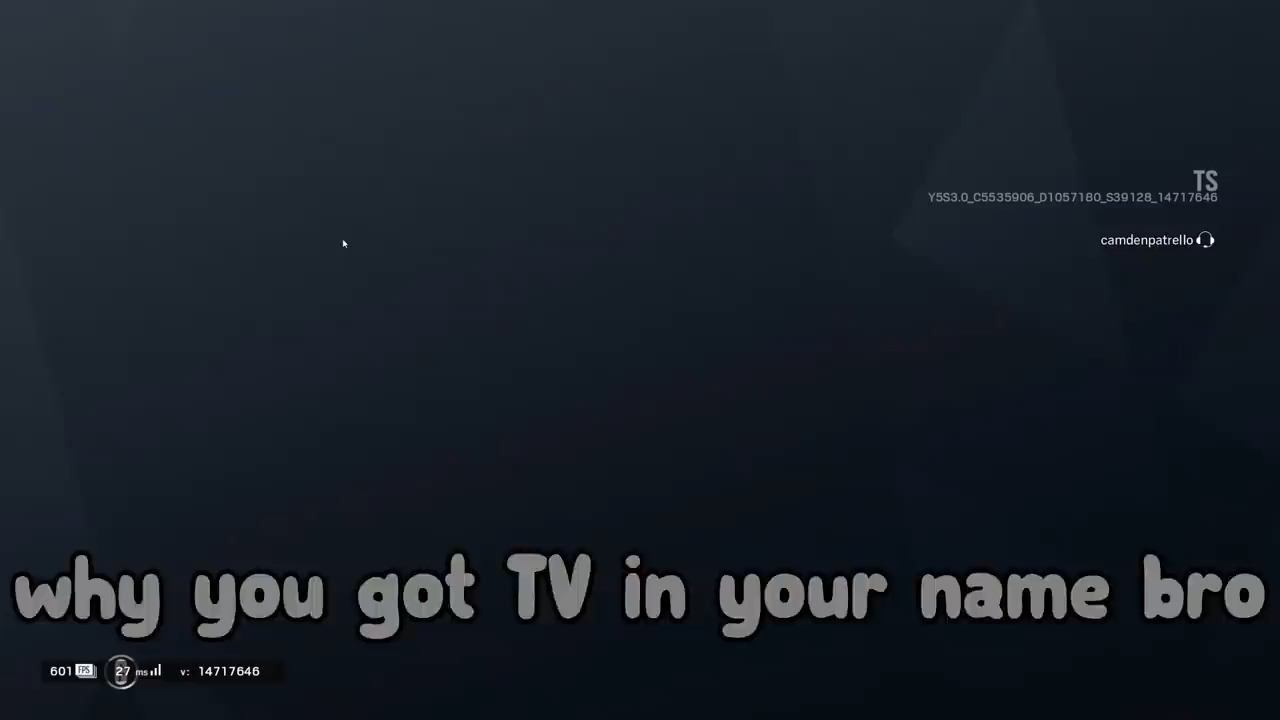 TS
Y5S3.0_C5535906_D1057180_S39128_14717646
camdenpatrello
why you got TV in your name bro
601 FPS 27 ms v: 14717646